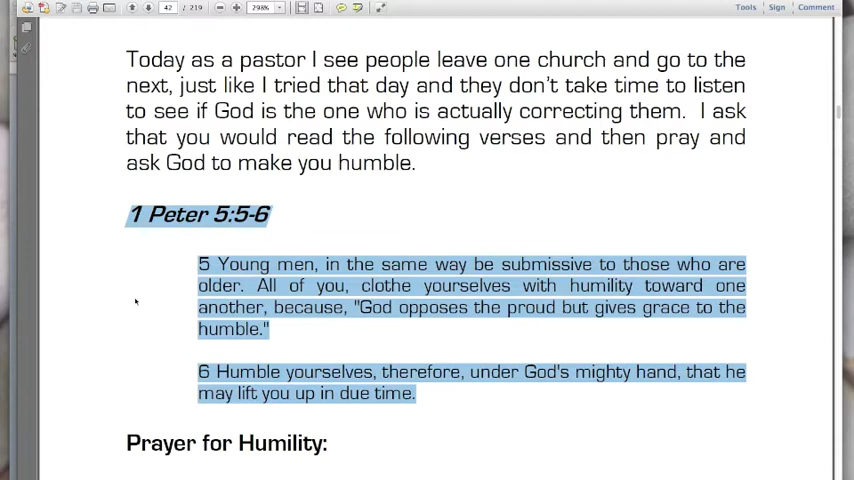 42 / 219 298% Tools Sign Comment
Today as a pastor I see people leave one church and go to the
next, just like I tried that day and they don't take time to listen
to see if God is the one who is actually correcting them. I ask
that you would read the following verses and then pray and
ask God to make you humble.
1 Peter 5:5-6
5 Young men, in the same way be submissive to those who are
older. All of you, clothe yourselves with humility toward one
another, because, "God opposes the proud but gives grace to the
humble."
6 Humble yourselves, therefore, under God's mighty hand, that he
may lift you up in due time.
Prayer for Humility: